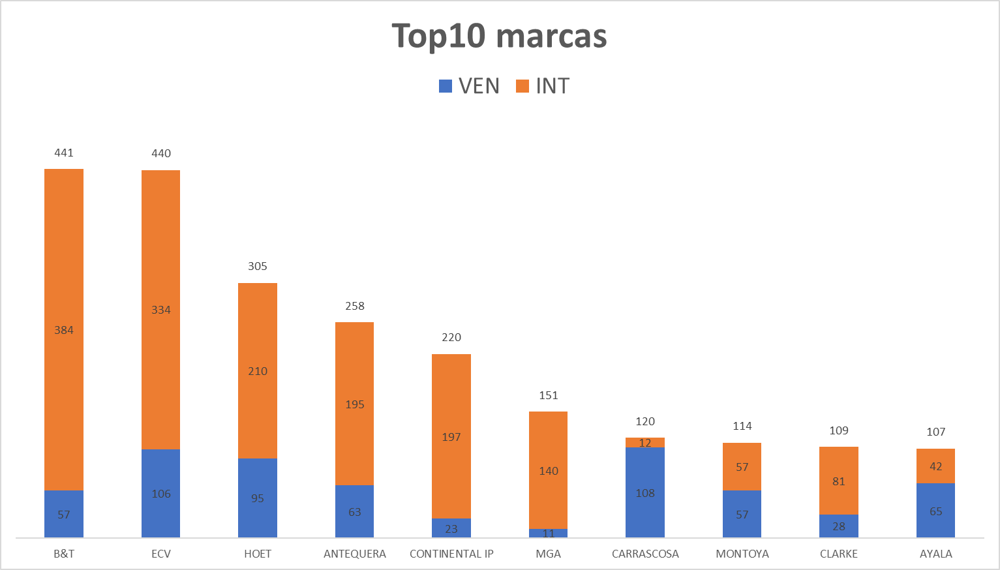 Top10 marcas
VEN INT
441 440 305 258 220 151 120 114 109 107
384 334 210 195 197 140 12 57 81 42
57 106 95 63 23 11 108 57 28 65
B&T ECV HOET ANTEQUERA CONTINENTAL IP MGA CARRASCOSA MONTOYA CLARKE AYALA